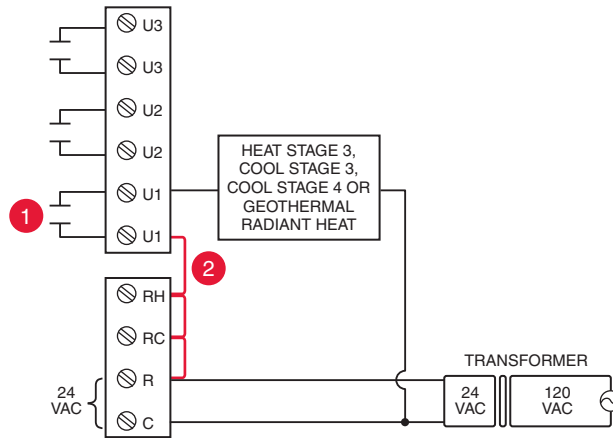 U3
U3
U2
U2
U1
U1
1
HEAT STAGE 3,
COOL STAGE 3,
COOL STAGE 4 OR
GEOTHERMAL
RADIANT HEAT
2
RH
RC
R
C
24
VAC
TRANSFORMER
24
VAC
120
VAC